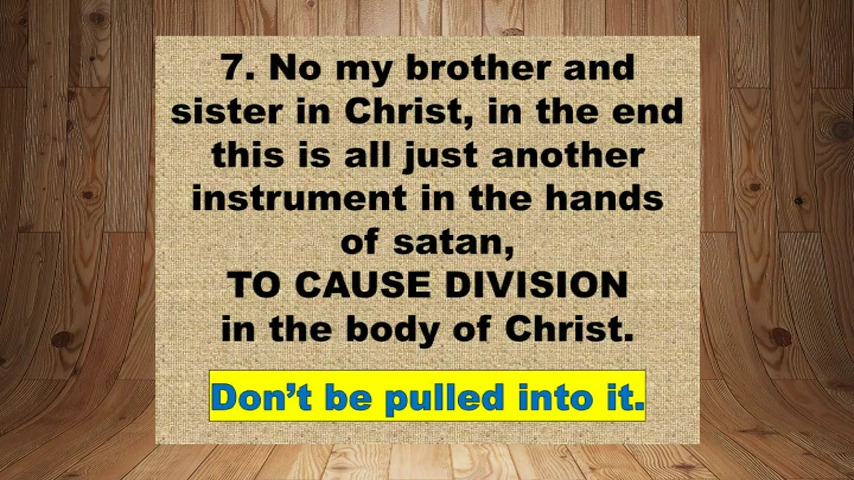 7. No my brother and
sister in Christ, in the end
this is all just another
instrument in the hands
of satan,
TO CAUSE DIVISION
in the body of Christ.
Don’t be pulled into it.